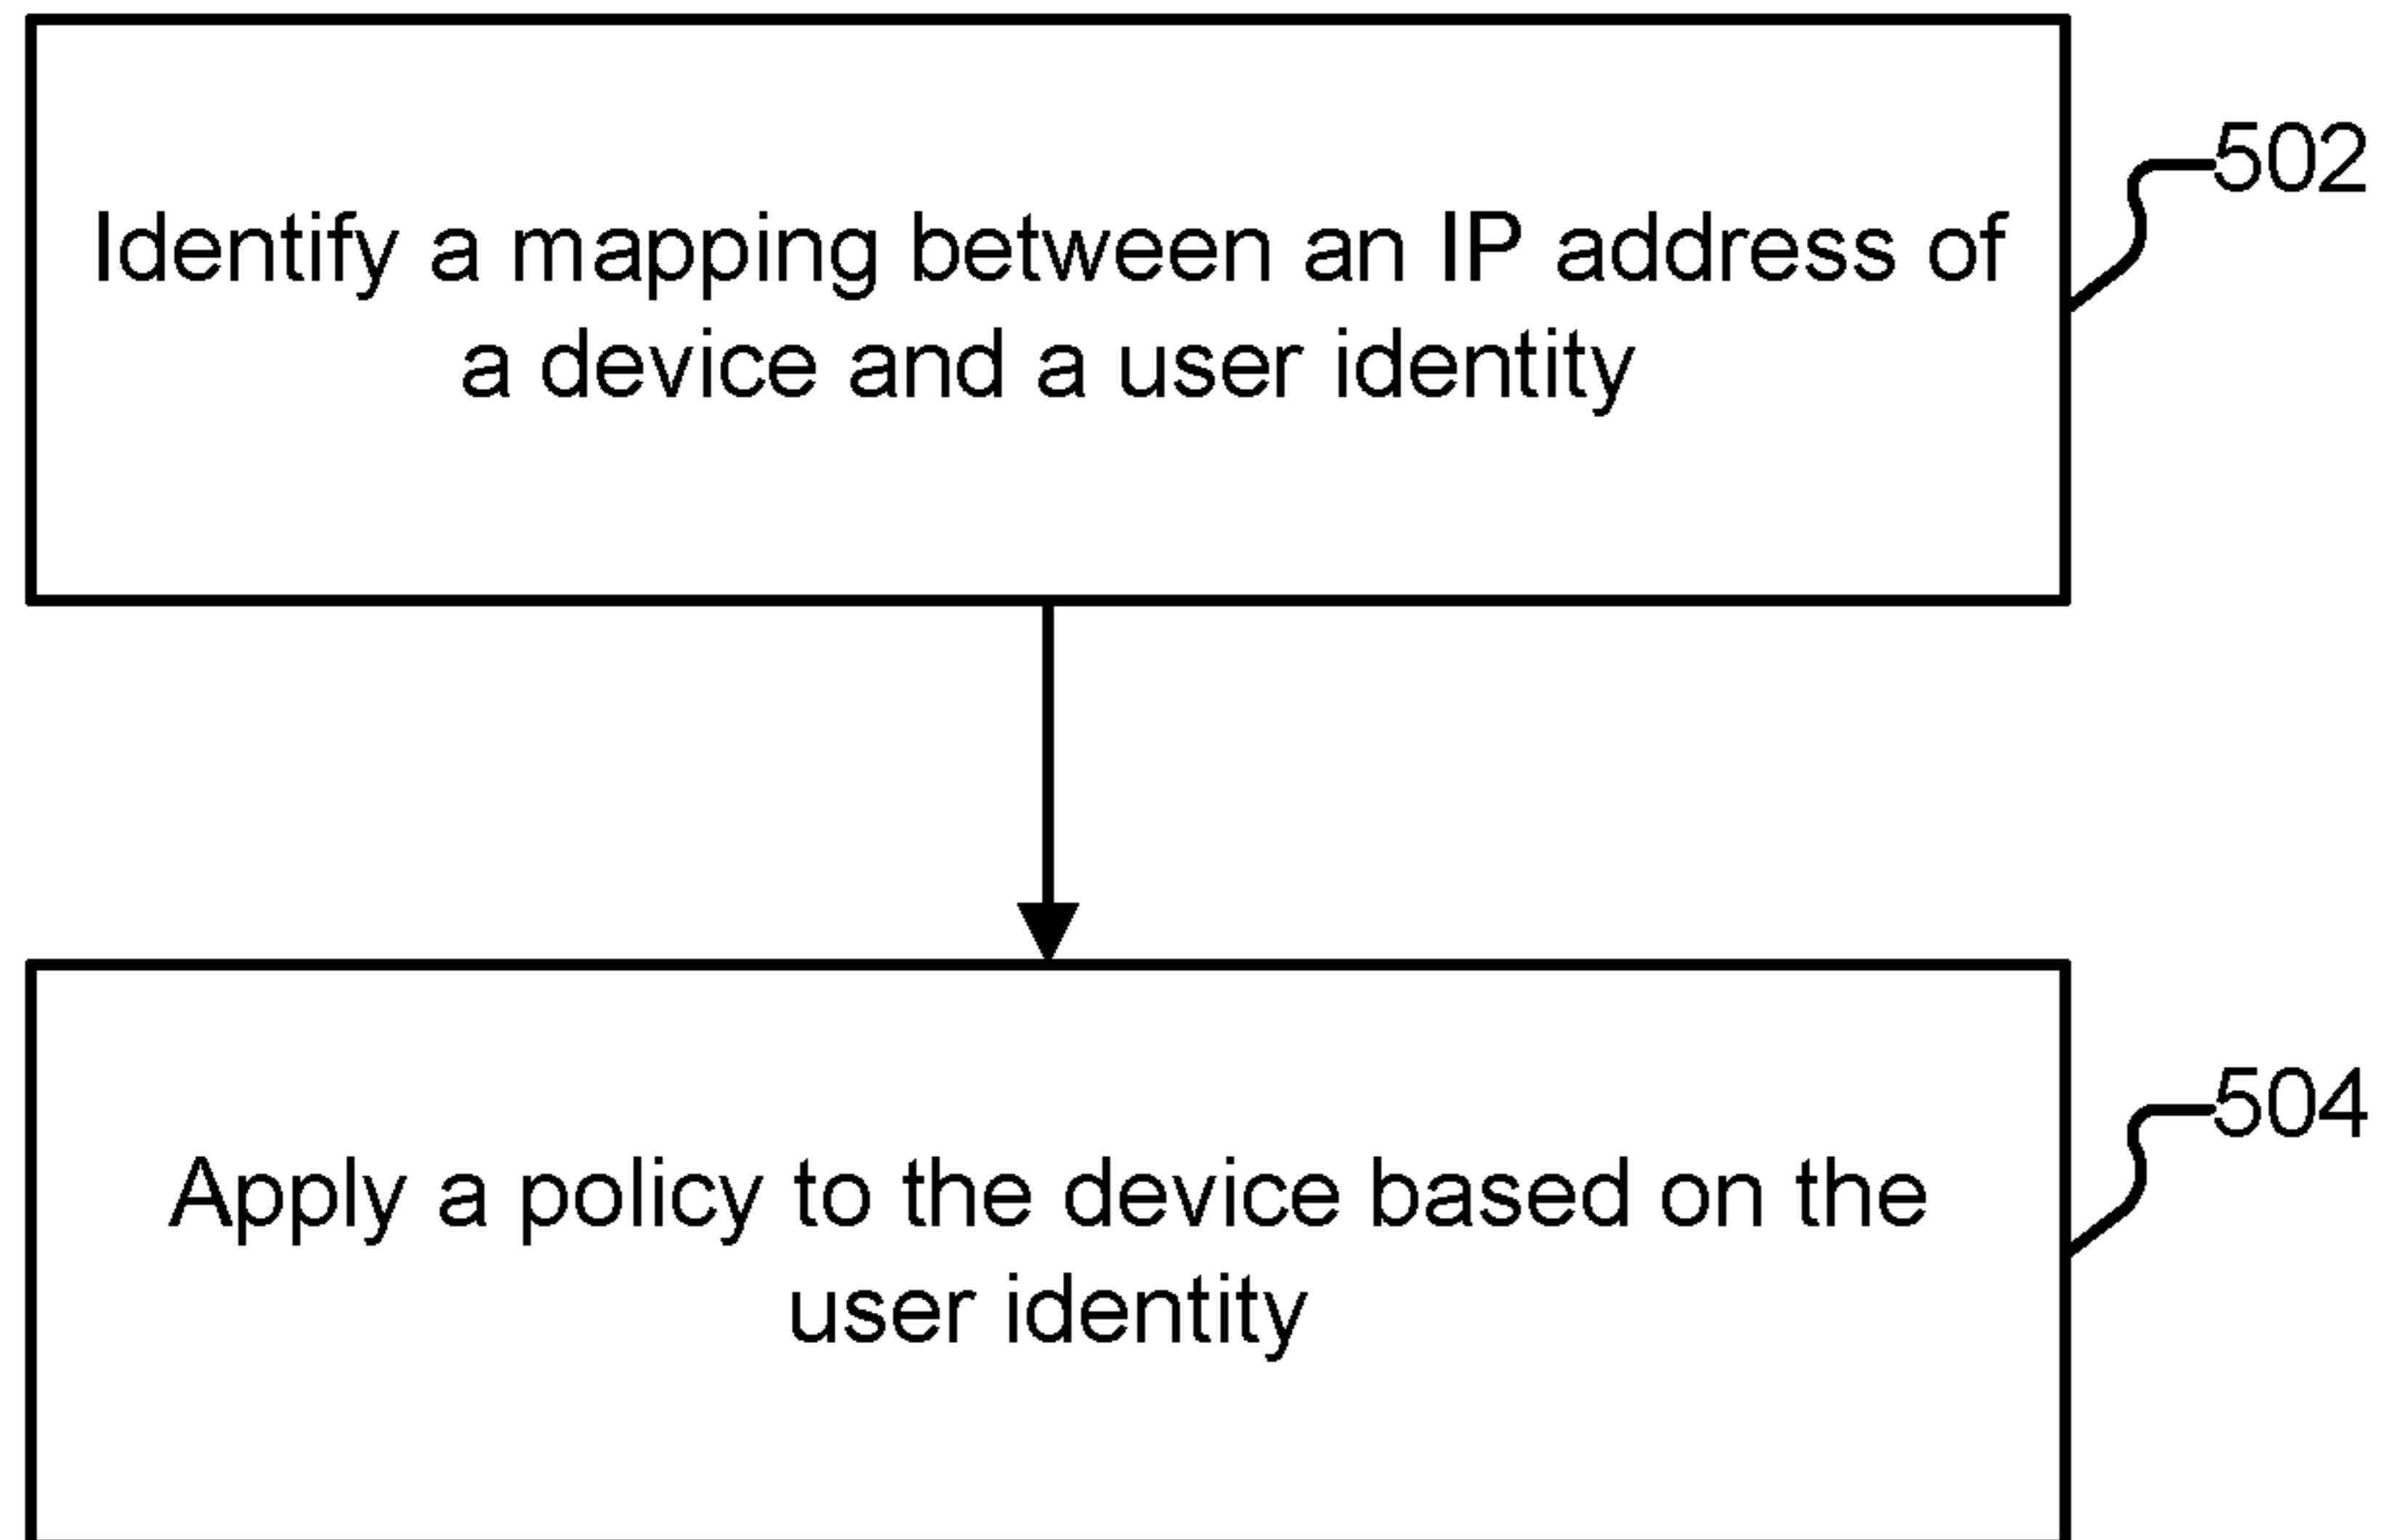 Identify a mapping between an IP address of
a device and a user identity
502
Apply a policy to the device based on the
user identity
504